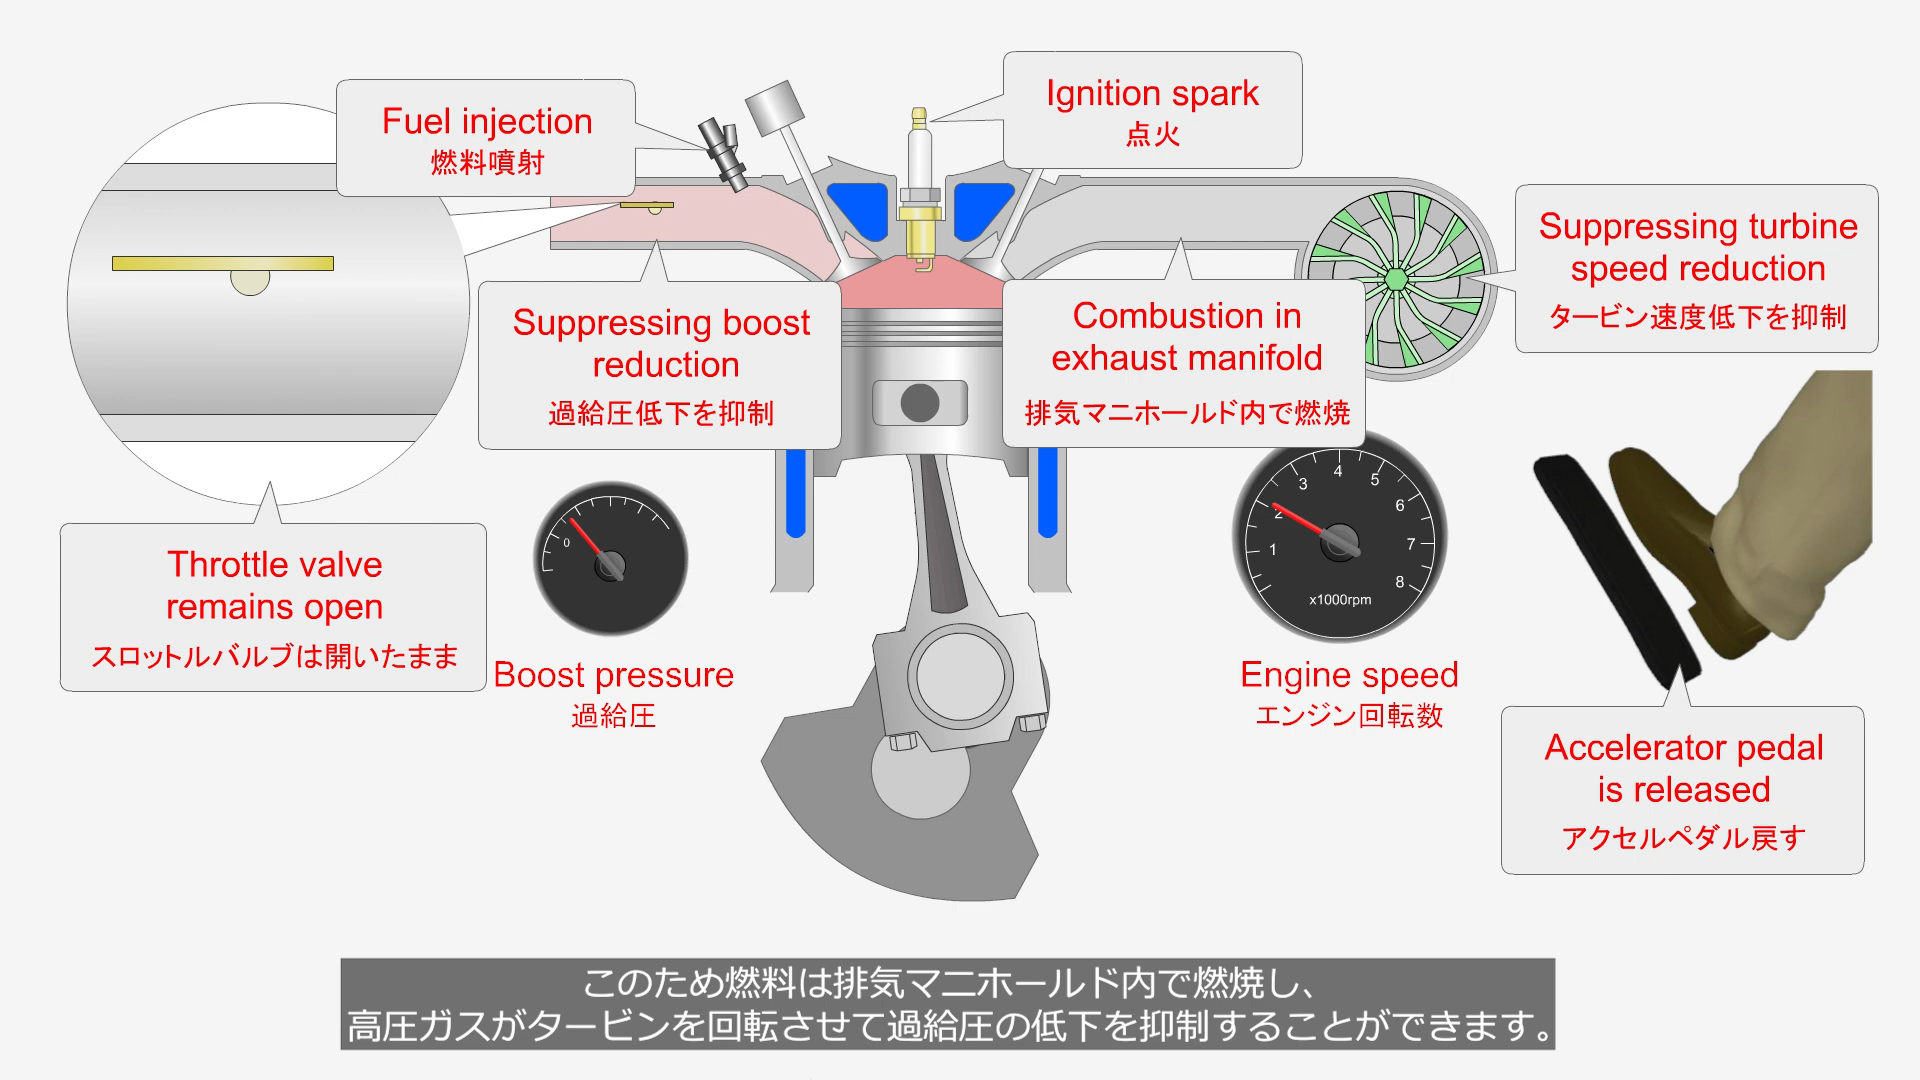 Fuel injection
燃料噴射
Ignition spark
点火
Suppressing turbine
speed reduction
タービン速度低下を抑制
Suppressing boost
reduction
過給圧低下を抑制
Combustion in
exhaust manifold
排気マニホールド内で燃焼
Throttle valve
remains open
スロットルバルブは開いたまま
0
Boost pressure
過給圧
1
2
3
4
5
6
7
8
x1000rpm
Engine speed
エンジン回転数
Accelerator pedal
is released
アクセルペダル戻す
このため燃料は排気マニホールド内で燃焼し、
高圧ガスがタービンを回転させて過給圧の低下を抑制することができます。